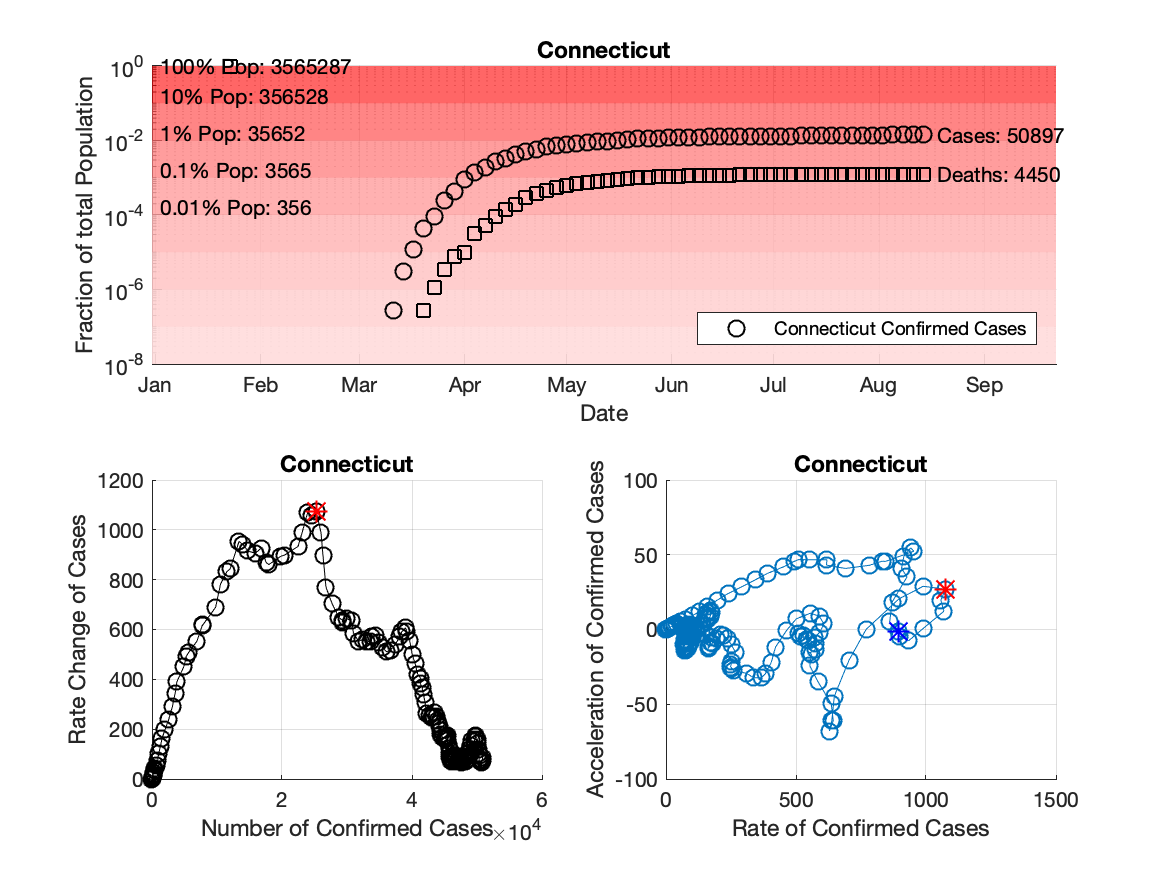 Connecticut
Fraction of total Population
10^0
10^-2
10^-4
10^-6
10^-8
100% Pop: 3565287
10% Pop: 356528
1% Pop: 35652
0.1% Pop: 3565
0.01% Pop: 356
Cases: 50897
Deaths: 4450
Connecticut Confirmed Cases
Jan Feb Mar Apr May Jun Jul Aug Sep
Date
Connecticut
Rate Change of Cases
1200
1000
800
600
400
200
0
0 2 4 6
Number of Confirmed Cases ×10^4
Connecticut
Acceleration of Confirmed Cases
100
50
0
-50
-100
0 500 1000 1500
Rate of Confirmed Cases